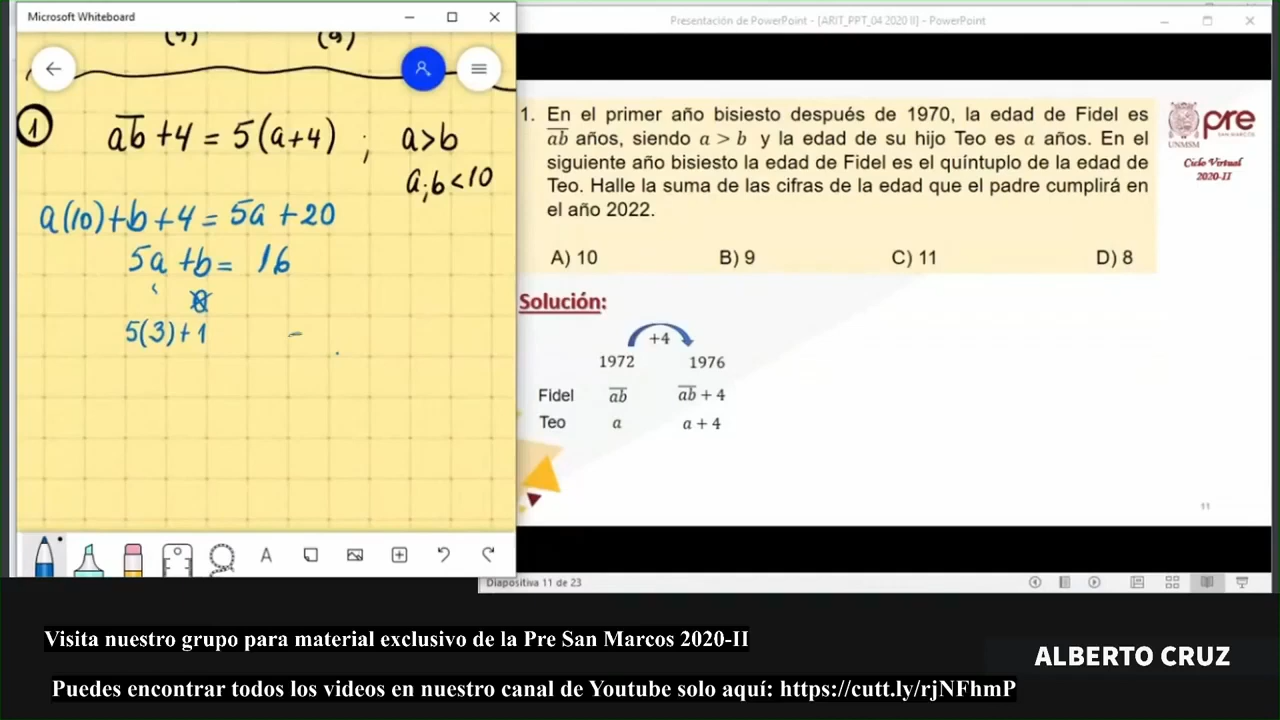 Microsoft Whiteboard
(4) (9)
1 ab̅ + 4 = 5(a+4) ; a>b
a;b<10
a(10)+b+4 = 5a+20
5a+b = 16
5(3)+1 =
Presentación de PowerPoint - [ARIT_PPT_04 2020 II] - PowerPoint
1. En el primer año bisiesto después de 1970, la edad de Fidel es
a̅b̅ años, siendo a > b y la edad de su hijo Teo es a años. En el
siguiente año bisiesto la edad de Fidel es el quíntuplo de la edad de
Teo. Halle la suma de las cifras de la edad que el padre cumplirá en
el año 2022.
A) 10 B) 9 C) 11 D) 8
UNMSM
pre
SAN MARCOS
Ciclo Virtual
2020-II
Solución:
+4
1972 1976
Fidel a̅b̅ a̅b̅ + 4
Teo a a + 4
11
Diapositiva 11 de 23
Visita nuestro grupo para material exclusivo de la Pre San Marcos 2020-II
ALBERTO CRUZ
Puedes encontrar todos los videos en nuestro canal de Youtube solo aquí: https://cutt.ly/rjNFhmP